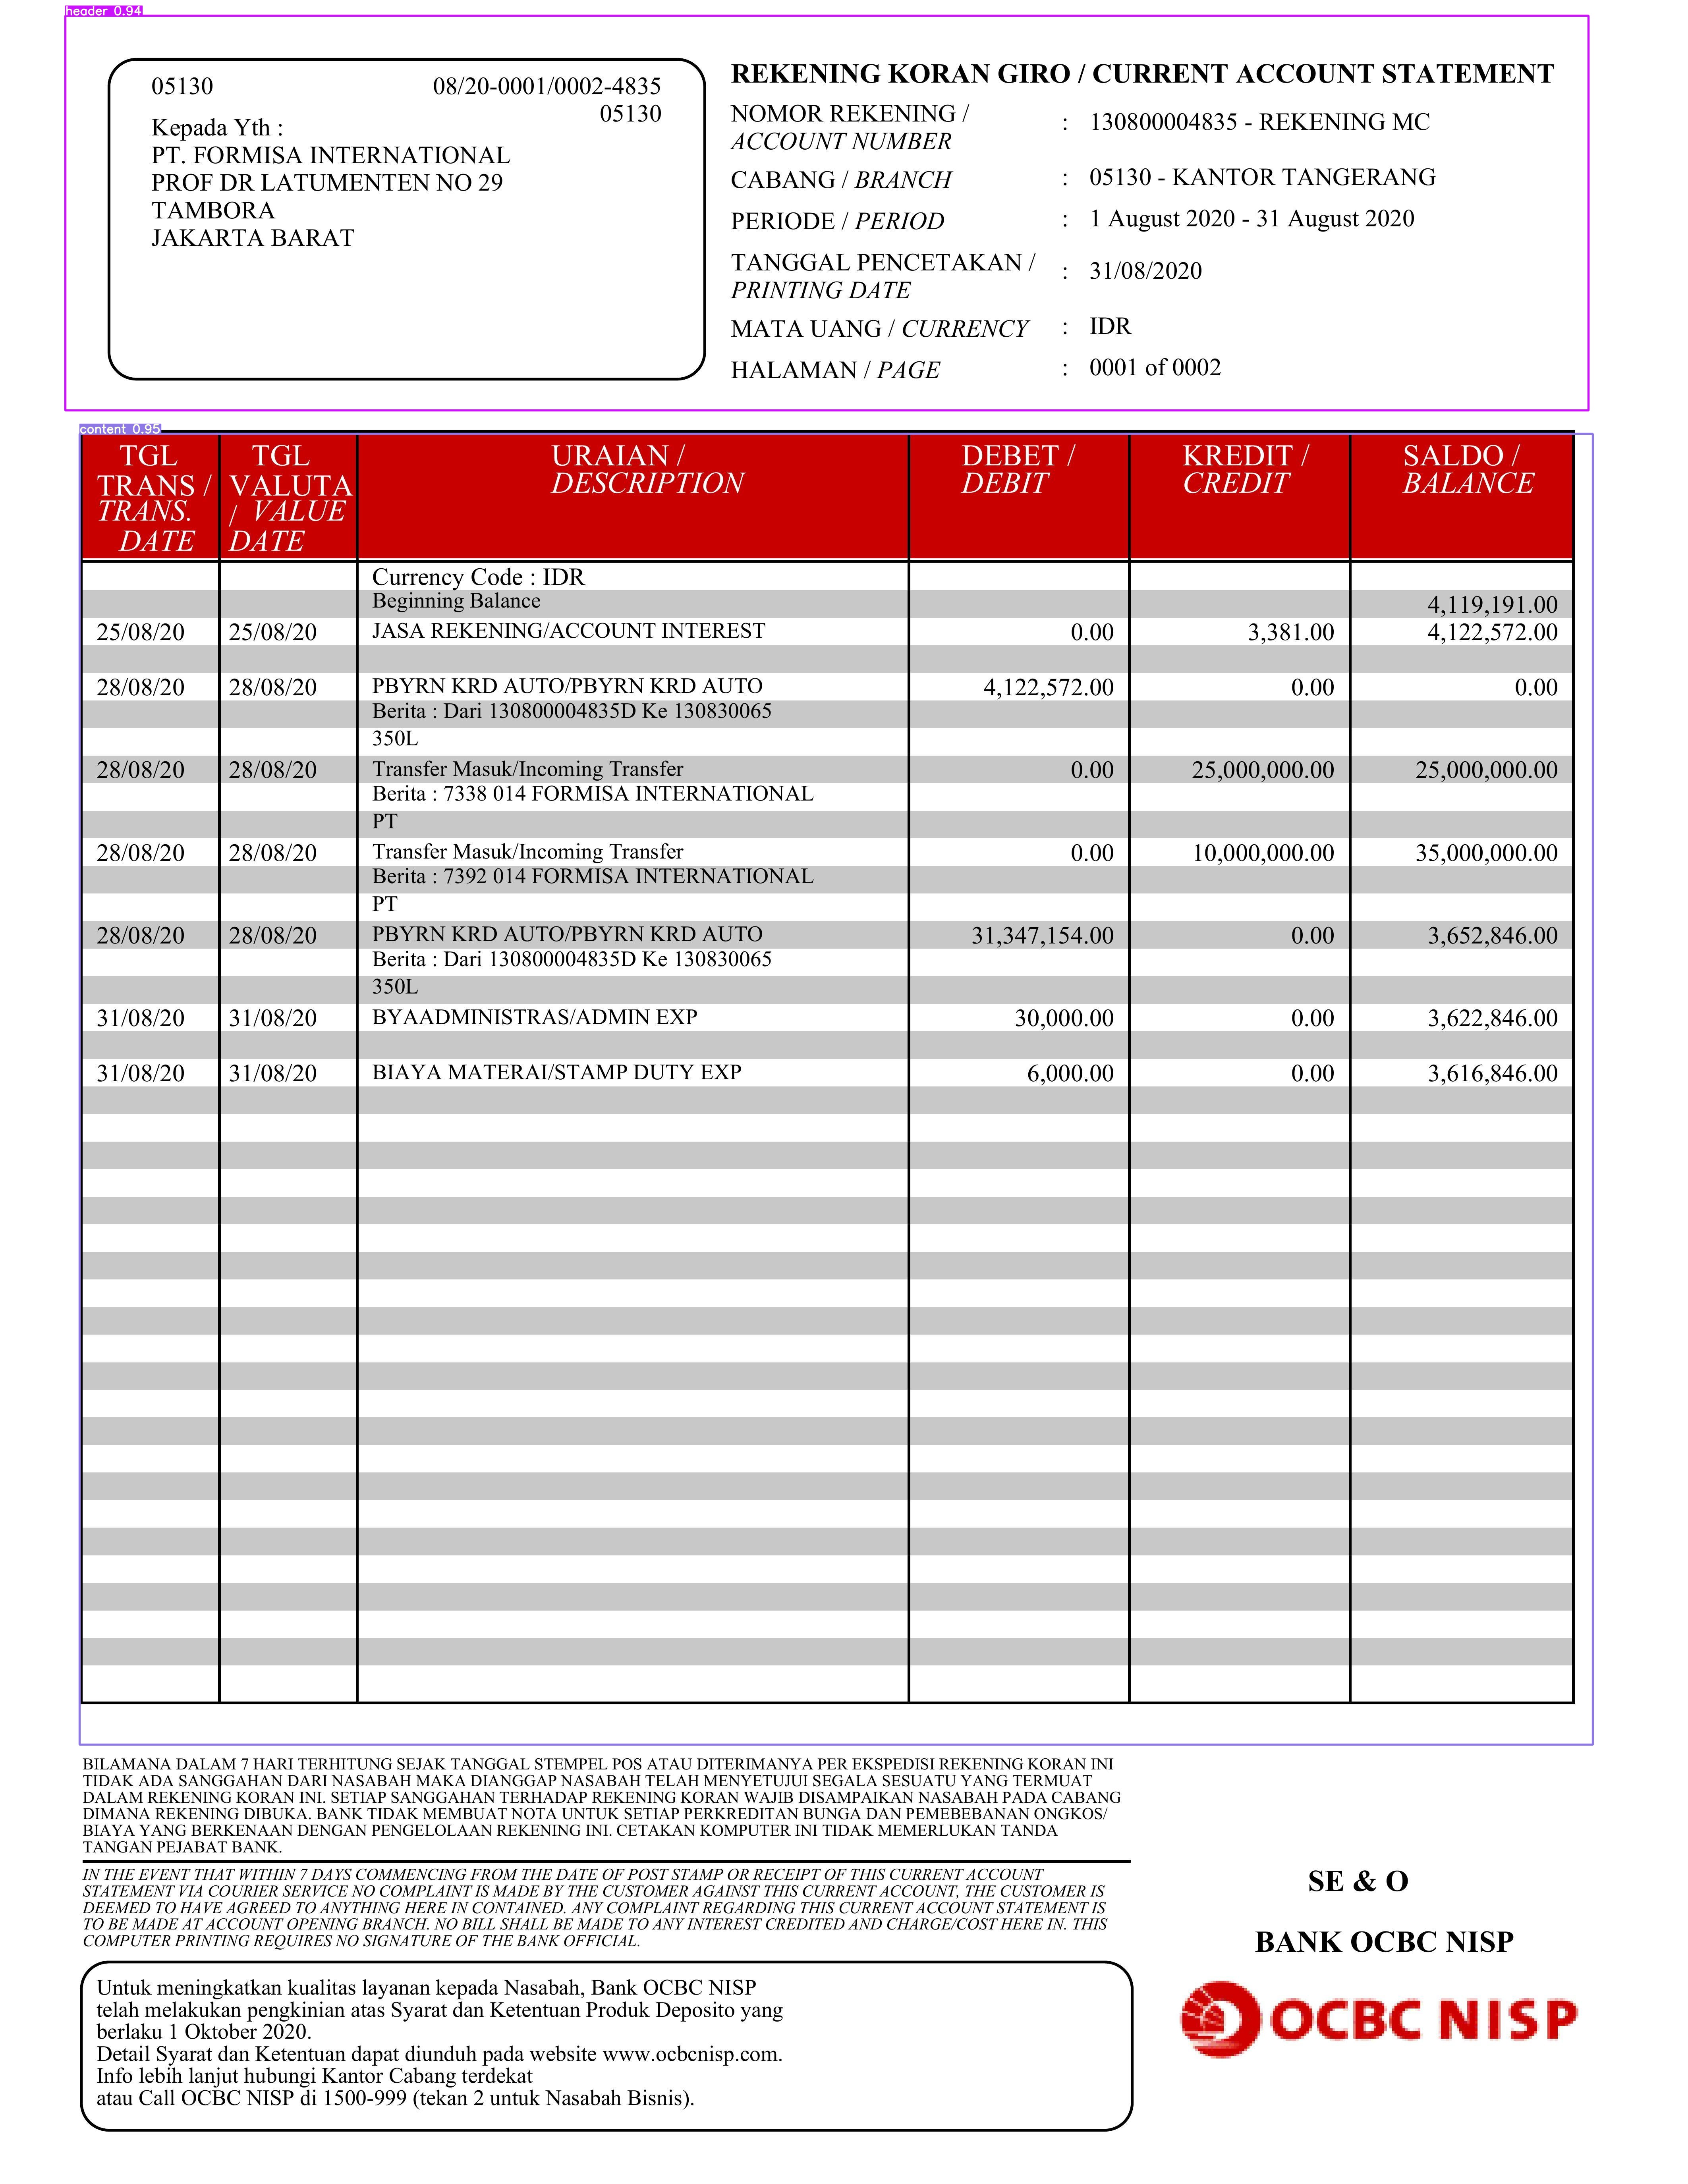 header 0.94
05130 08/20-0001/0002-4835
05130
Kepada Yth :
PT. FORMISA INTERNATIONAL
PROF DR LATUMENTEN NO 29
TAMBORA
JAKARTA BARAT
REKENING KORAN GIRO / CURRENT ACCOUNT STATEMENT
NOMOR REKENING /
ACCOUNT NUMBER : 130800004835 - REKENING MC
CABANG / BRANCH : 05130 - KANTOR TANGERANG
PERIODE / PERIOD : 1 August 2020 - 31 August 2020
TANGGAL PENCETAKAN /
PRINTING DATE : 31/08/2020
MATA UANG / CURRENCY : IDR
HALAMAN / PAGE : 0001 of 0002
content 0.95
TGL TRANS / TRANS. DATE TGL VALUTA / VALUE DATE URAIAN / DESCRIPTION DEBET / DEBIT KREDIT / CREDIT SALDO / BALANCE
Currency Code : IDR
Beginning Balance 4,119,191.00
25/08/20 25/08/20 JASA REKENING/ACCOUNT INTEREST 0.00 3,381.00 4,122,572.00
28/08/20 28/08/20 PBYRN KRD AUTO/PBYRN KRD AUTO 4,122,572.00 0.00 0.00
Berita : Dari 130800004835D Ke 130830065
350L
28/08/20 28/08/20 Transfer Masuk/Incoming Transfer 0.00 25,000,000.00 25,000,000.00
Berita : 7338 014 FORMISA INTERNATIONAL
PT
28/08/20 28/08/20 Transfer Masuk/Incoming Transfer 0.00 10,000,000.00 35,000,000.00
Berita : 7392 014 FORMISA INTERNATIONAL
PT
28/08/20 28/08/20 PBYRN KRD AUTO/PBYRN KRD AUTO 31,347,154.00 0.00 3,652,846.00
Berita : Dari 130800004835D Ke 130830065
350L
31/08/20 31/08/20 BYAADMINISTRAS/ADMIN EXP 30,000.00 0.00 3,622,846.00
31/08/20 31/08/20 BIAYA MATERAI/STAMP DUTY EXP 6,000.00 0.00 3,616,846.00
BILAMANA DALAM 7 HARI TERHITUNG SEJAK TANGGAL STEMPEL POS ATAU DITERIMANYA PER EKSPEDISI REKENING KORAN INI
TIDAK ADA SANGGAHAN DARI NASABAH MAKA DIANGGAP NASABAH TELAH MENYETUJUI SEGALA SESUATU YANG TERMUAT
DALAM REKENING KORAN INI. SETIAP SANGGAHAN TERHADAP REKENING KORAN WAJIB DISAMPAIKAN NASABAH PADA CABANG
DIMANA REKENING DIBUKA. BANK TIDAK MEMBUAT NOTA UNTUK SETIAP PERKREDITAN BUNGA DAN PEMEBEBANAN ONGKOS/
BIAYA YANG BERKENAAN DENGAN PENGELOLAAN REKENING INI. CETAKAN KOMPUTER INI TIDAK MEMERLUKAN TANDA
TANGAN PEJABAT BANK.
IN THE EVENT THAT WITHIN 7 DAYS COMMENCING FROM THE DATE OF POST STAMP OR RECEIPT OF THIS CURRENT ACCOUNT
STATEMENT VIA COURIER SERVICE NO COMPLAINT IS MADE BY THE CUSTOMER AGAINST THIS CURRENT ACCOUNT, THE CUSTOMER IS
DEEMED TO HAVE AGREED TO ANYTHING HERE IN CONTAINED. ANY COMPLAINT REGARDING THIS CURRENT ACCOUNT STATEMENT IS
TO BE MADE AT ACCOUNT OPENING BRANCH. NO BILL SHALL BE MADE TO ANY INTEREST CREDITED AND CHARGE/COST HERE IN. THIS
COMPUTER PRINTING REQUIRES NO SIGNATURE OF THE BANK OFFICIAL.
SE & O
BANK OCBC NISP
OCBC NISP
Untuk meningkatkan kualitas layanan kepada Nasabah, Bank OCBC NISP
telah melakukan pengkinian atas Syarat dan Ketentuan Produk Deposito yang
berlaku 1 Oktober 2020.
Detail Syarat dan Ketentuan dapat diunduh pada website www.ocbcnisp.com.
Info lebih lanjut hubungi Kantor Cabang terdekat
atau Call OCBC NISP di 1500-999 (tekan 2 untuk Nasabah Bisnis).